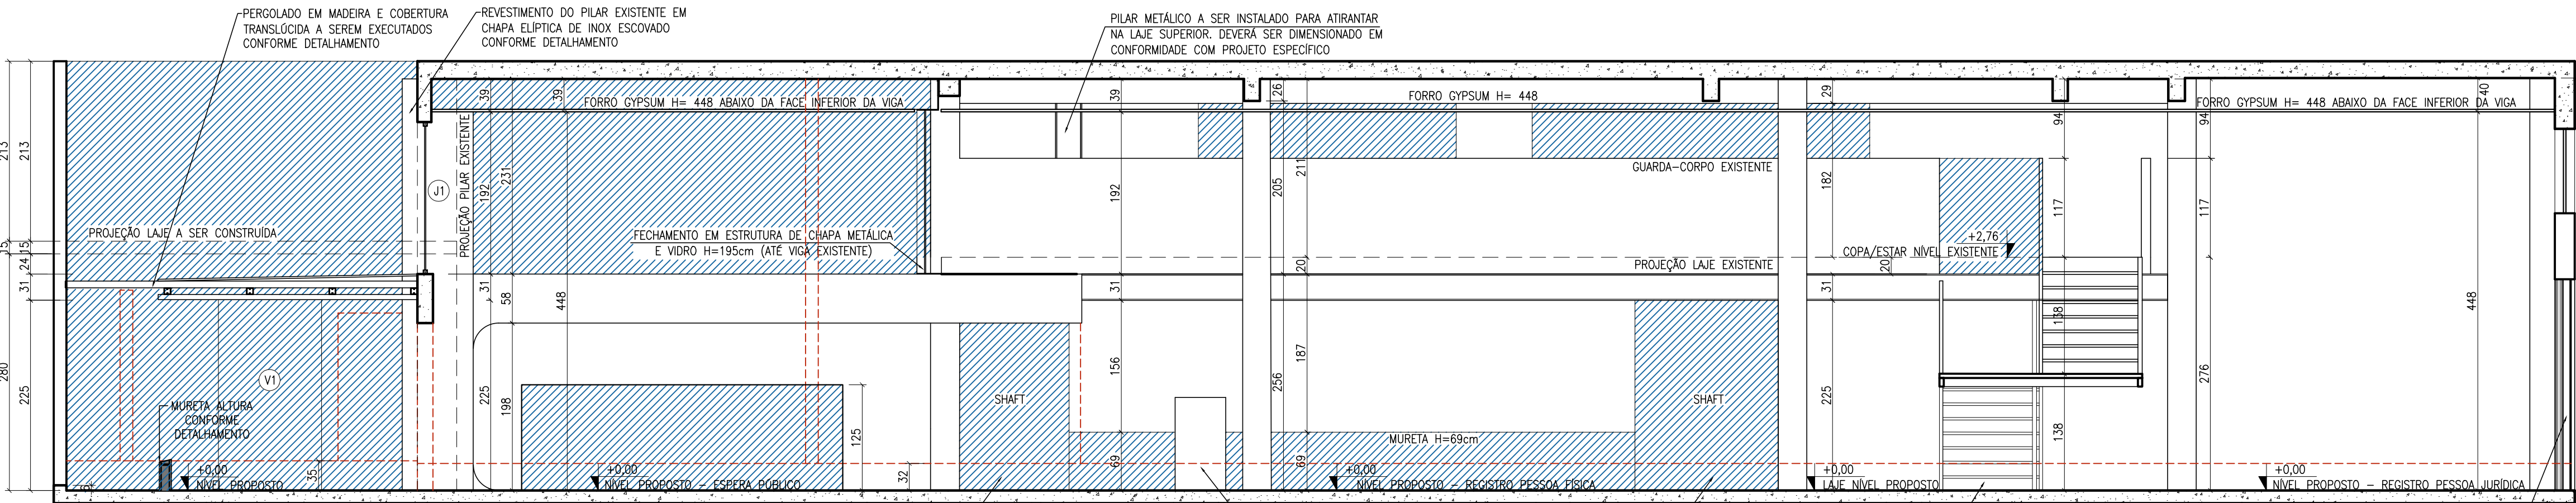 PERGOLADO EM MADEIRA E COBERTURA
TRANSLÚCIDA A SEREM EXECUTADOS
CONFORME DETALHAMENTO
REVESTIMENTO DO PILAR EXISTENTE EM
CHAPA ELÍPTICA DE INOX ESCOVADO
CONFORME DETALHAMENTO
PILAR METÁLICO A SER INSTALADO PARA ATIRANTAR
NA LAJE SUPERIOR. DEVERÁ SER DIMENSIONADO EM
CONFORMIDADE COM PROJETO ESPECÍFICO
39
39
FORRO GYPSUM H= 448 ABAIXO DA FACE INFERIOR DA VIGA
39
26
FORRO GYPSUM H= 448
29
94
94
FORRO GYPSUM H= 448 ABAIXO DA FACE INFERIOR DA VIGA
40
213
213
J1
PROJEÇÃO PILAR EXISTENTE
192
231
192
205
211
GUARDA-CORPO EXISTENTE
182
117
117
PROJEÇÃO LAJE A SER CONSTRUÍDA
15
15
24
FECHAMENTO EM ESTRUTURA DE CHAPA METÁLICA
E VIDRO H=195cm (ATÉ VIGA EXISTENTE)
20
PROJEÇÃO LAJE EXISTENTE
+2,76
COPA/ESTAR NÍVEL EXISTENTE
20
31
31
58
448
31
31
138
448
280
225
V1
MURETA ALTURA
CONFORME
DETALHAMENTO
225
198
125
SHAFT
156
256
187
SHAFT
225
276
138
MURETA H=69cm
+0,00
NÍVEL PROPOSTO
35
+0,00
NÍVEL PROPOSTO - ESPERA PÚBLICO
32
69
69
+0,00
NÍVEL PROPOSTO - REGISTRO PESSOA FÍSICA
+0,00
LAJE NÍVEL PROPOSTO
+0,00
NÍVEL PROPOSTO - REGISTRO PESSOA JURÍDICA